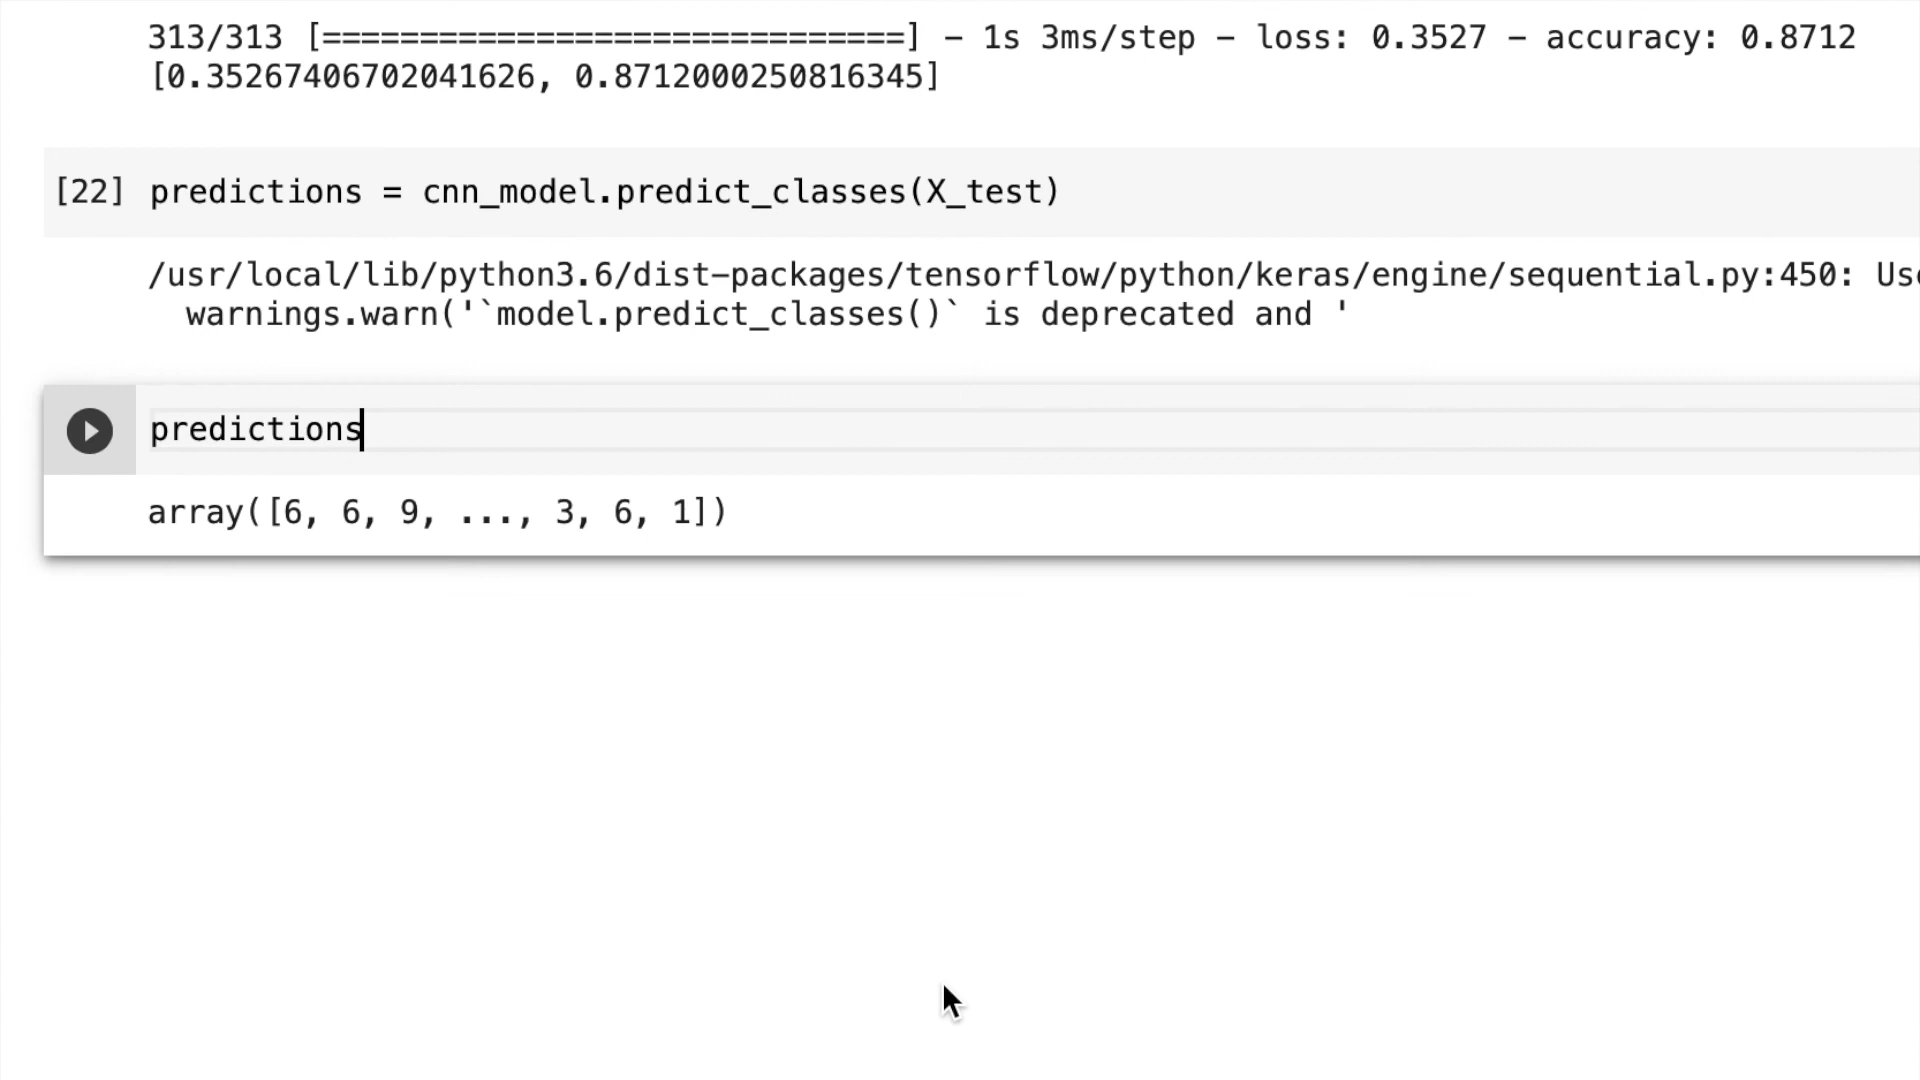 313/313 [==============================] - 1s 3ms/step - loss: 0.3527 - accuracy: 0.8712
[0.35267406702041626, 0.8712000250816345]
[22] predictions = cnn_model.predict_classes(X_test)
/usr/local/lib/python3.6/dist-packages/tensorflow/python/keras/engine/sequential.py:450:
warnings.warn('`model.predict_classes()` is deprecated and '
predictions
array([6, 6, 9, ..., 3, 6, 1])